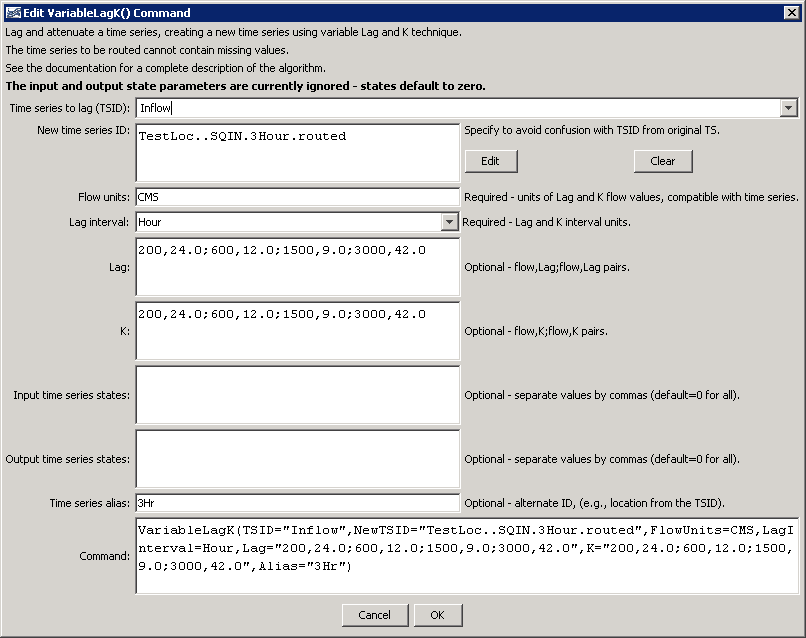 Edit VariableLagK() Command
Lag and attenuate a time series, creating a new time series using variable Lag and K technique.
The time series to be routed cannot contain missing values.
See the documentation for a complete description of the algorithm.
The input and output state parameters are currently ignored - states default to zero.
Time series to lag (TSID): Inflow
New time series ID: TestLoc..SQIN.3Hour.routed Specify to avoid confusion with TSID from original TS.
Edit Clear
Flow units: CMS Required - units of Lag and K flow values, compatible with time series.
Lag interval: Hour Required - Lag and K interval units.
200,24.0;600,12.0;1500,9.0;3000,42.0
Lag: Optional - flow,Lag;flow,Lag pairs.
200,24.0;600,12.0;1500,9.0;3000,42.0
K: Optional - flow,K;flow,K pairs.
Input time series states: Optional - separate values by commas (default=0 for all).
Output time series states: Optional - separate values by commas (default=0 for all).
Time series alias: 3Hr Optional - alternate ID, (e.g., location from the TSID).
VariableLagK(TSID="Inflow",NewTSID="TestLoc..SQIN.3Hour.routed",FlowUnits=CMS,LagI
Command: nterval=Hour,Lag="200,24.0;600,12.0;1500,9.0;3000,42.0",K="200,24.0;600,12.0;1500,
9.0;3000,42.0",Alias="3Hr")
Cancel OK